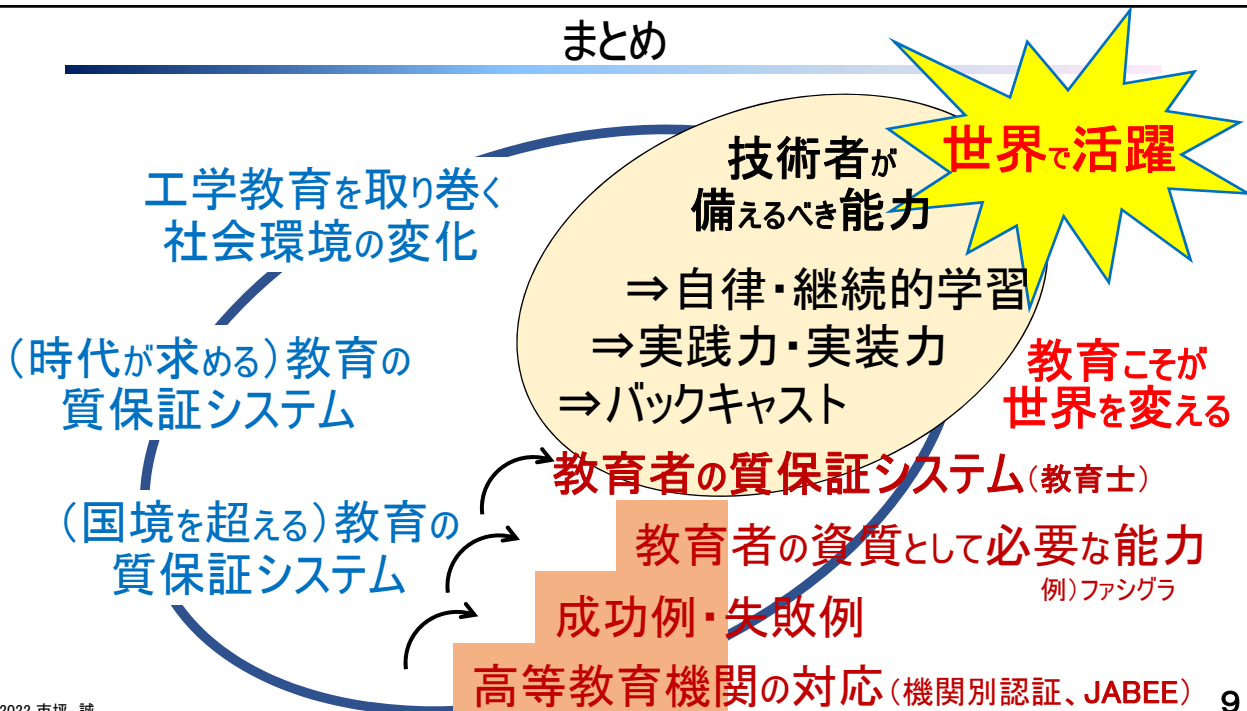 まとめ
世界で活躍
技術者が
備えるべき能力
⇒自律・継続的学習
⇒実践力・実装力
⇒バックキャスト
工学教育を取り巻く
社会環境の変化
（時代が求める）教育の
質保証システム
（国境を超える）教育の
質保証システム
教育こそが
世界を変える
教育者の質保証システム（教育士）
教育者の資質として必要な能力
例）ファシグラ
成功例・失敗例
高等教育機関の対応（機関別認証、JABEE）
2022 市坪 誠
9